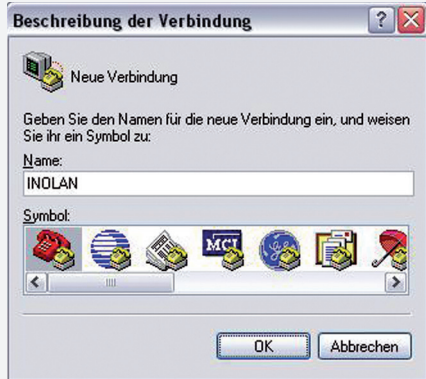 Beschreibung der Verbindung
Neue Verbindung
Geben Sie den Namen für die neue Verbindung ein, und weisen
Sie ihr ein Symbol zu:
Name:
INOLAN
Symbol:
MCI
OK
Abbrechen